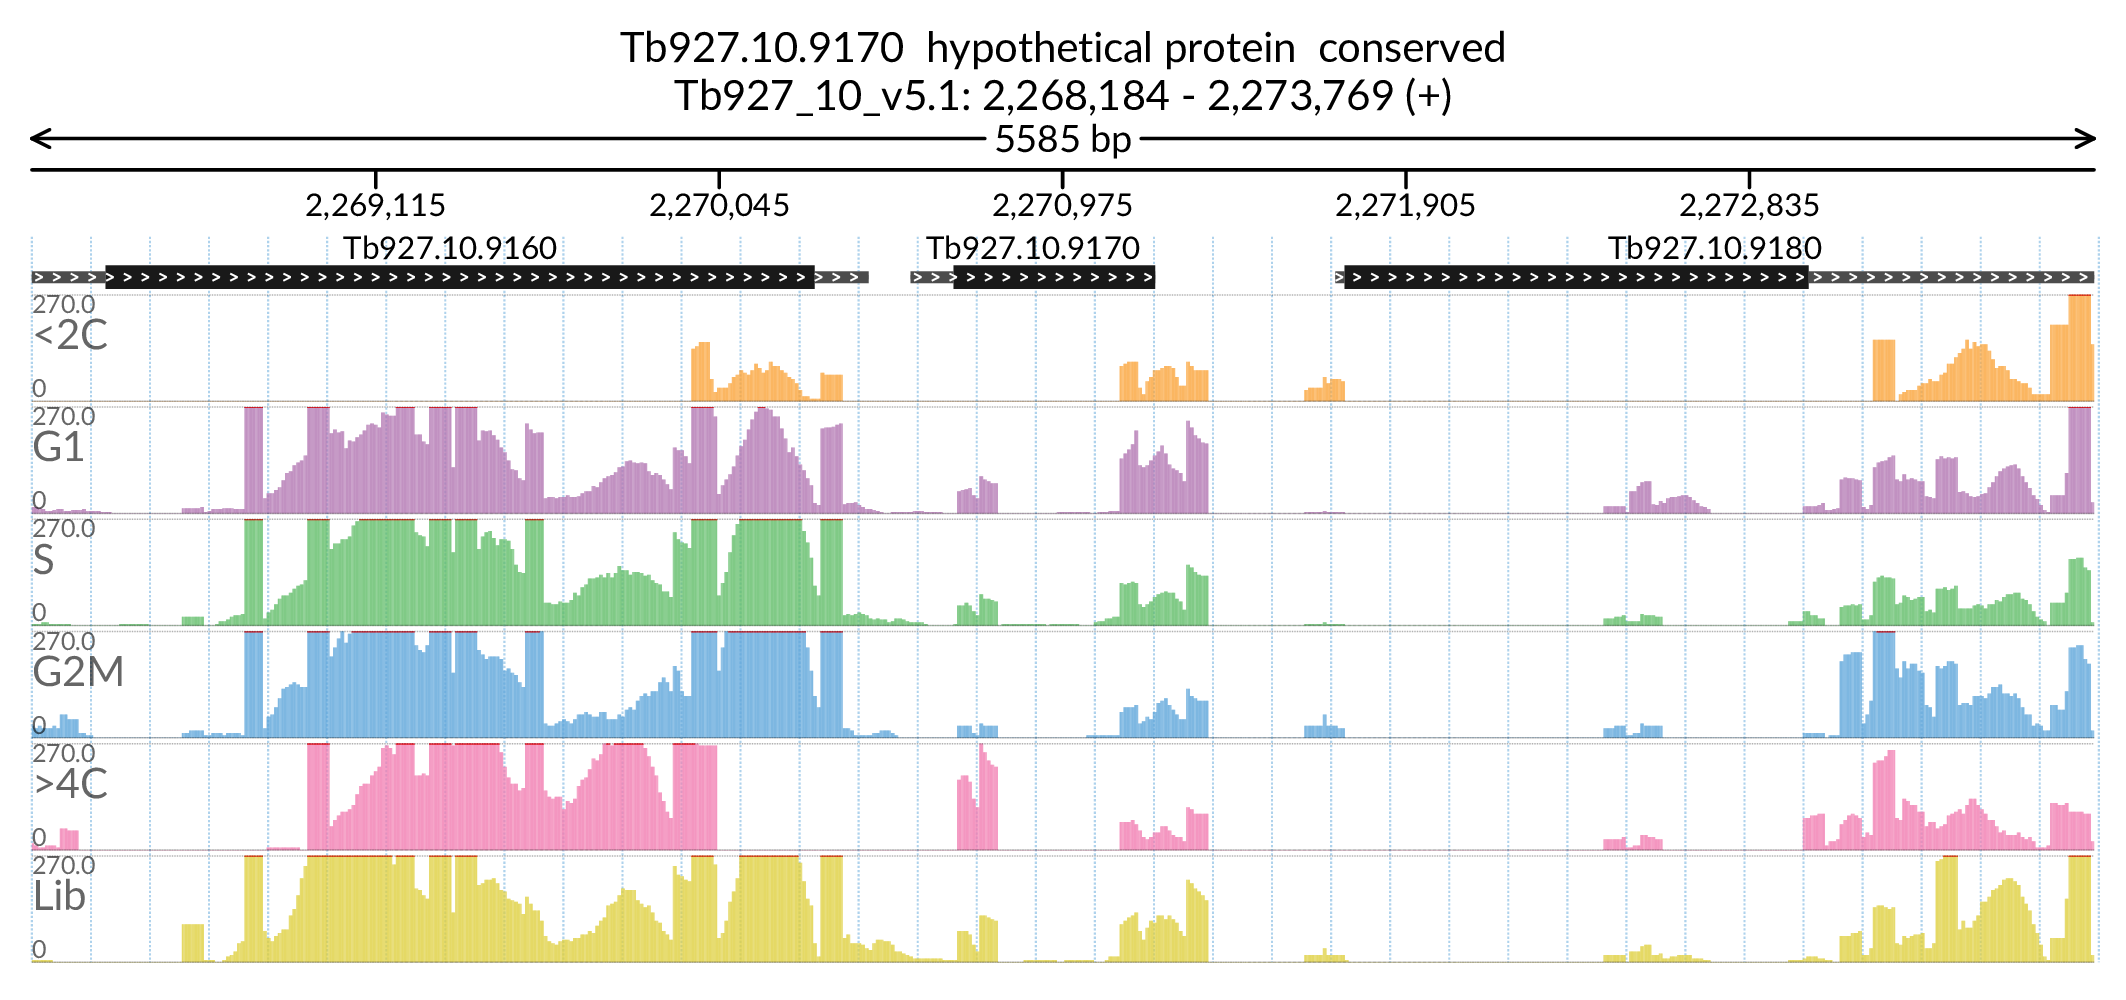 Tb927.10.9170 hypothetical protein conserved
Tb927_10_v5.1: 2,268,184 - 2,273,769 (+)
5585 bp
2,269,115 2,270,045 2,270,975 2,271,905 2,272,835
Tb927.10.9160 Tb927.10.9170 Tb927.10.9180
270.0
<2C
0
270.0
G1
0
270.0
S
0
270.0
G2M
0
270.0
>4C
0
270.0
Lib
0